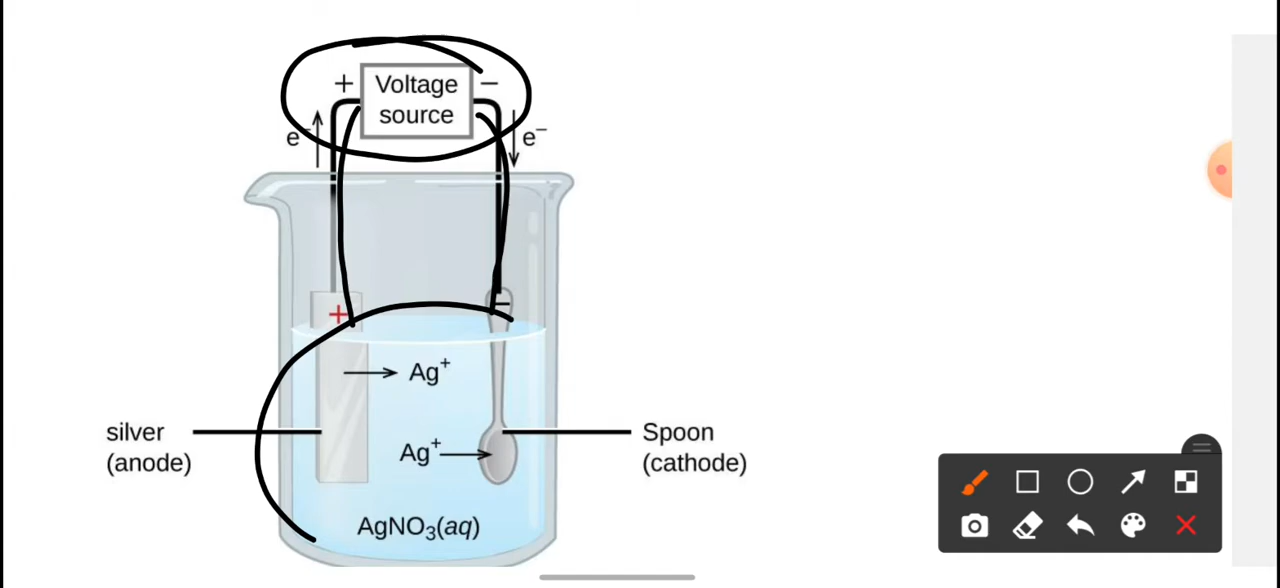 + Voltage −
source
e⁻ e⁻
+ −
Ag⁺
silver
(anode)
Spoon
(cathode)
Ag⁺
AgNO₃(aq)